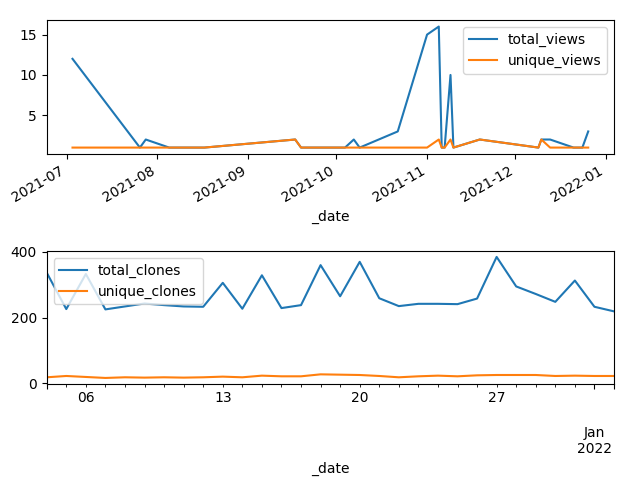 15
10
5
total_views
unique_views
2021-07
2021-08
2021-09
2021-10
2021-11
2021-12
2022-01
_date
400
200
0
total_clones
unique_clones
06
13
20
27
Jan
2022
_date